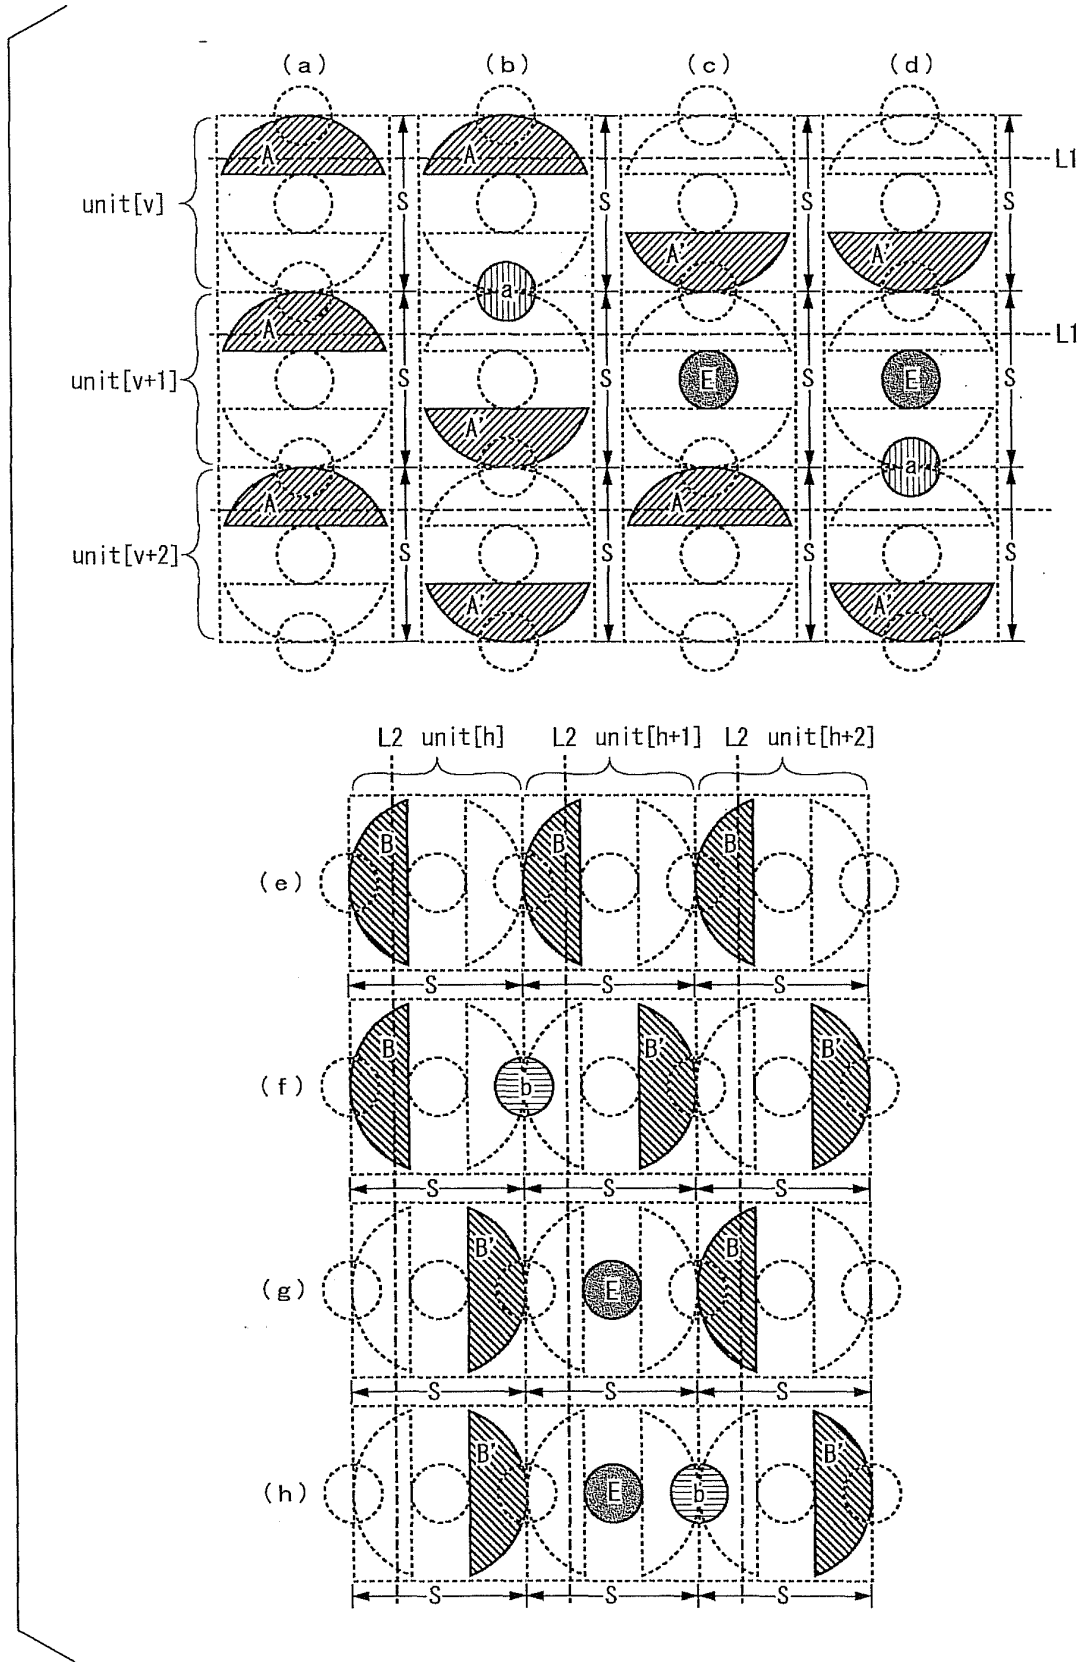 (a) (b) (c) (d)
A A L1
unit[v] S S S S
A' A'
a
A L1
unit[v+1] S E S E S
A' a
A A
unit[v+2] S S S S
A' A'
L2 unit[h] L2 unit[h+1] L2 unit[h+2]
B B B
(e)
S S S
B B' B'
(f) b
S S S
B' B
(g) E
S S S
B' B'
(h) E b
S S S